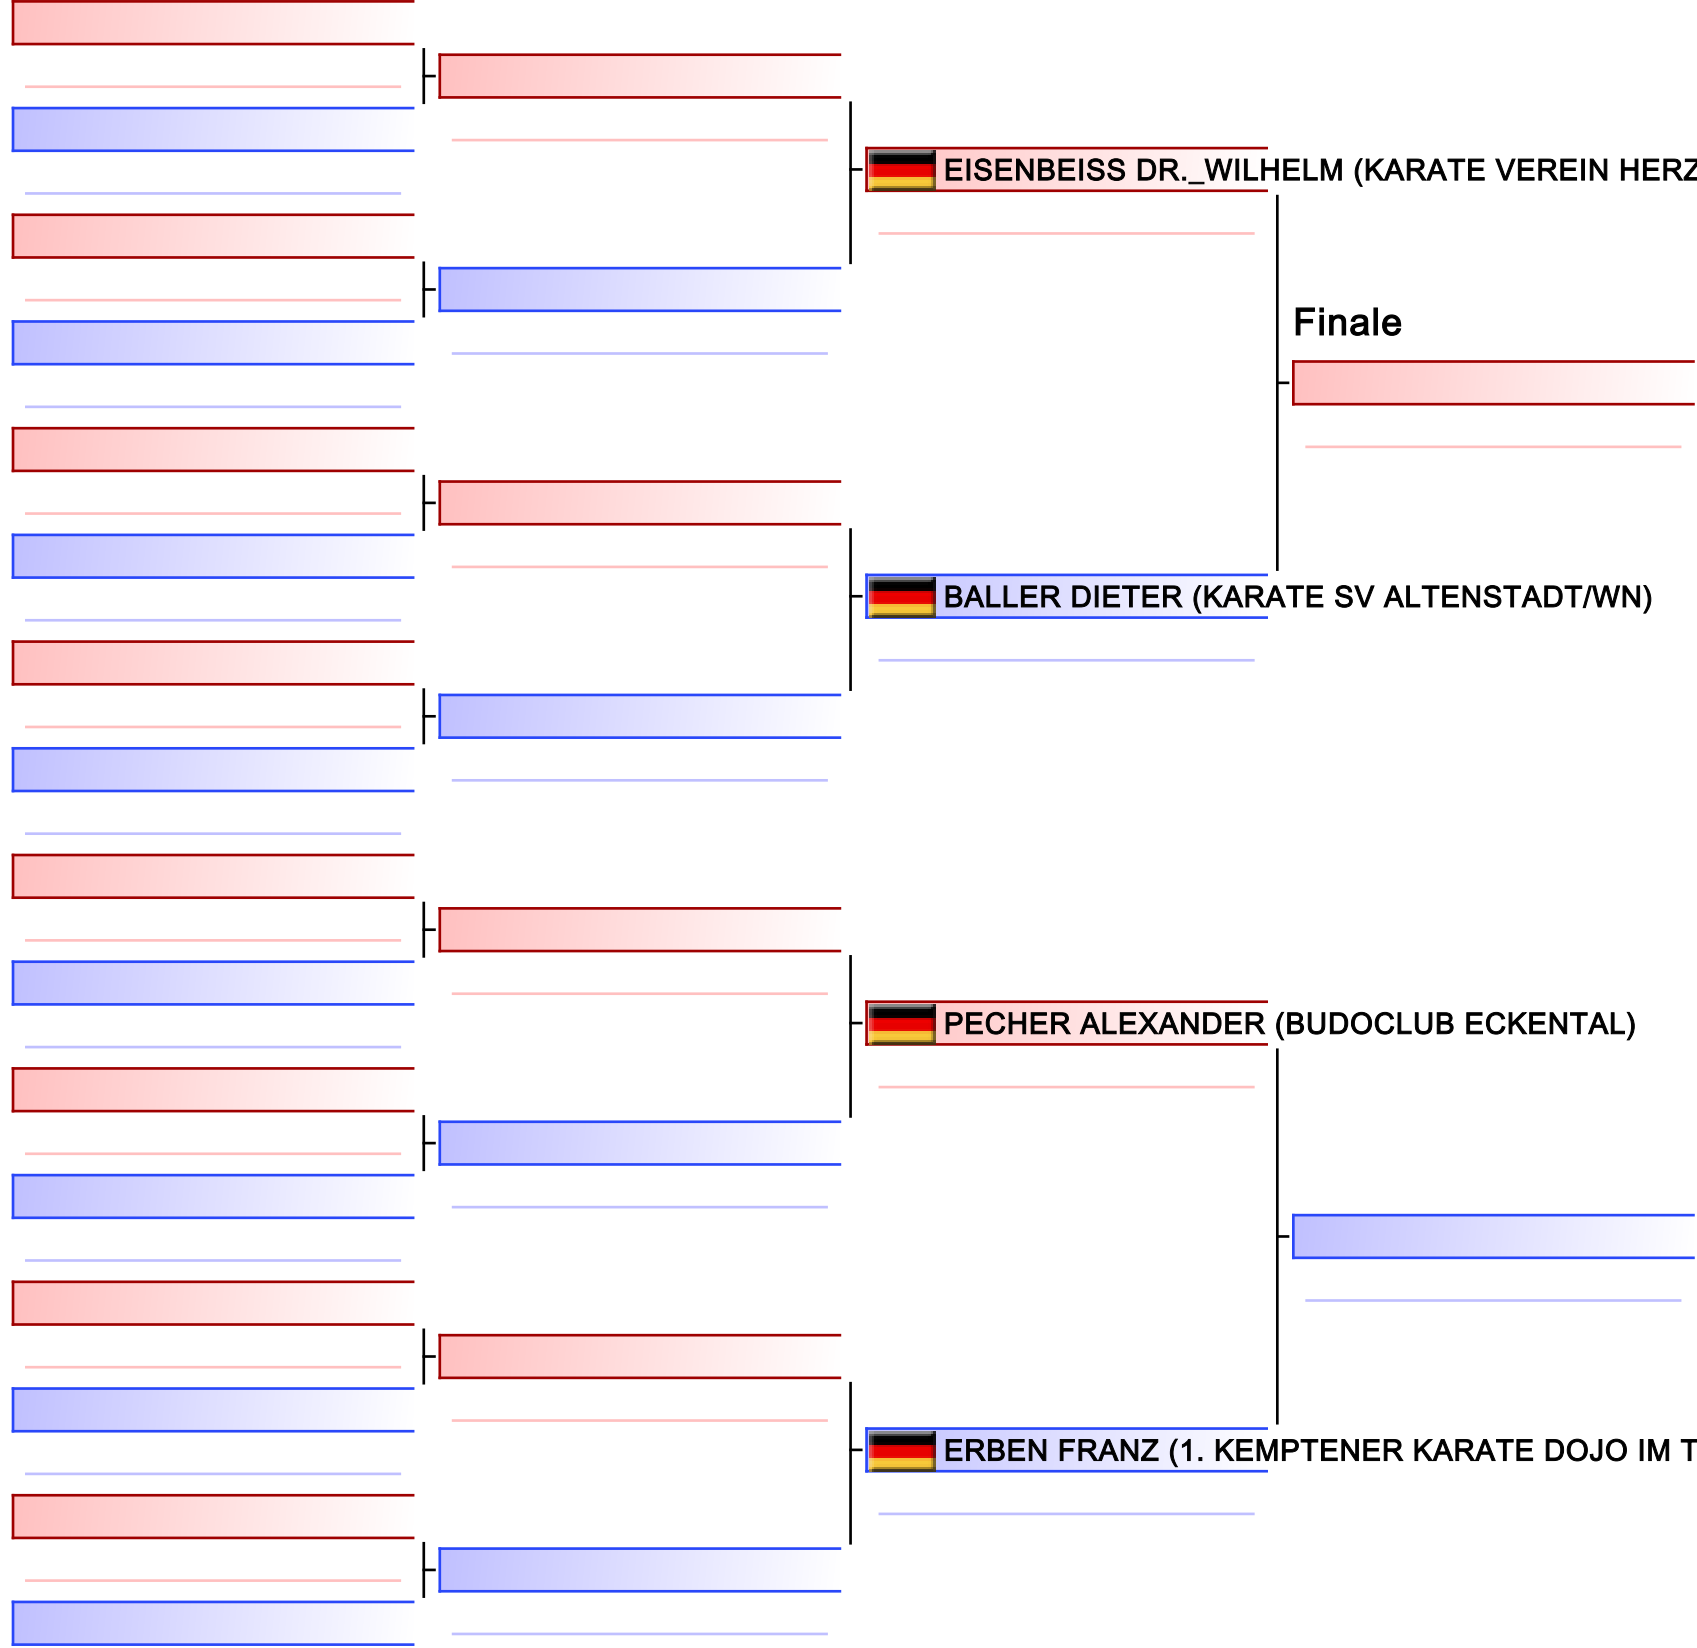 EISENBEISS DR._WILHELM (KARATE VEREIN HERZ
Finale
BALLER DIETER (KARATE SV ALTENSTADT/WN)
PECHER ALEXANDER (BUDOCLUB ECKENTAL)
ERBEN FRANZ (1. KEMPTENER KARATE DOJO IM T